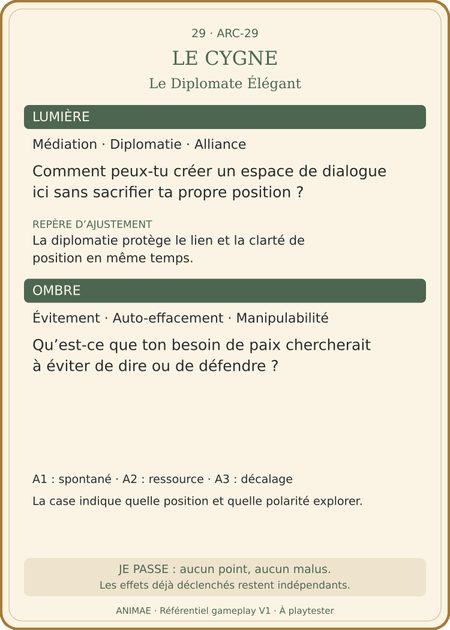 29 · ARC-29
LE CYGNE
Le Diplomate Élégant
LUMIÈRE
Médiation · Diplomatie · Alliance
Comment peux-tu créer un espace de dialogue
ici sans sacrifier ta propre position ?
REPÈRE D’AJUSTEMENT
La diplomatie protège le lien et la clarté de
position en même temps.
OMBRE
Évitement · Auto-effacement · Manipulabilité
Qu’est-ce que ton besoin de paix chercherait
à éviter de dire ou de défendre ?
A1 : spontané · A2 : ressource · A3 : décalage
La case indique quelle position et quelle polarité explorer.
JE PASSE : aucun point, aucun malus.
Les effets déjà déclenchés restent indépendants.
ANIMAE · Référentiel gameplay V1 · À playtester